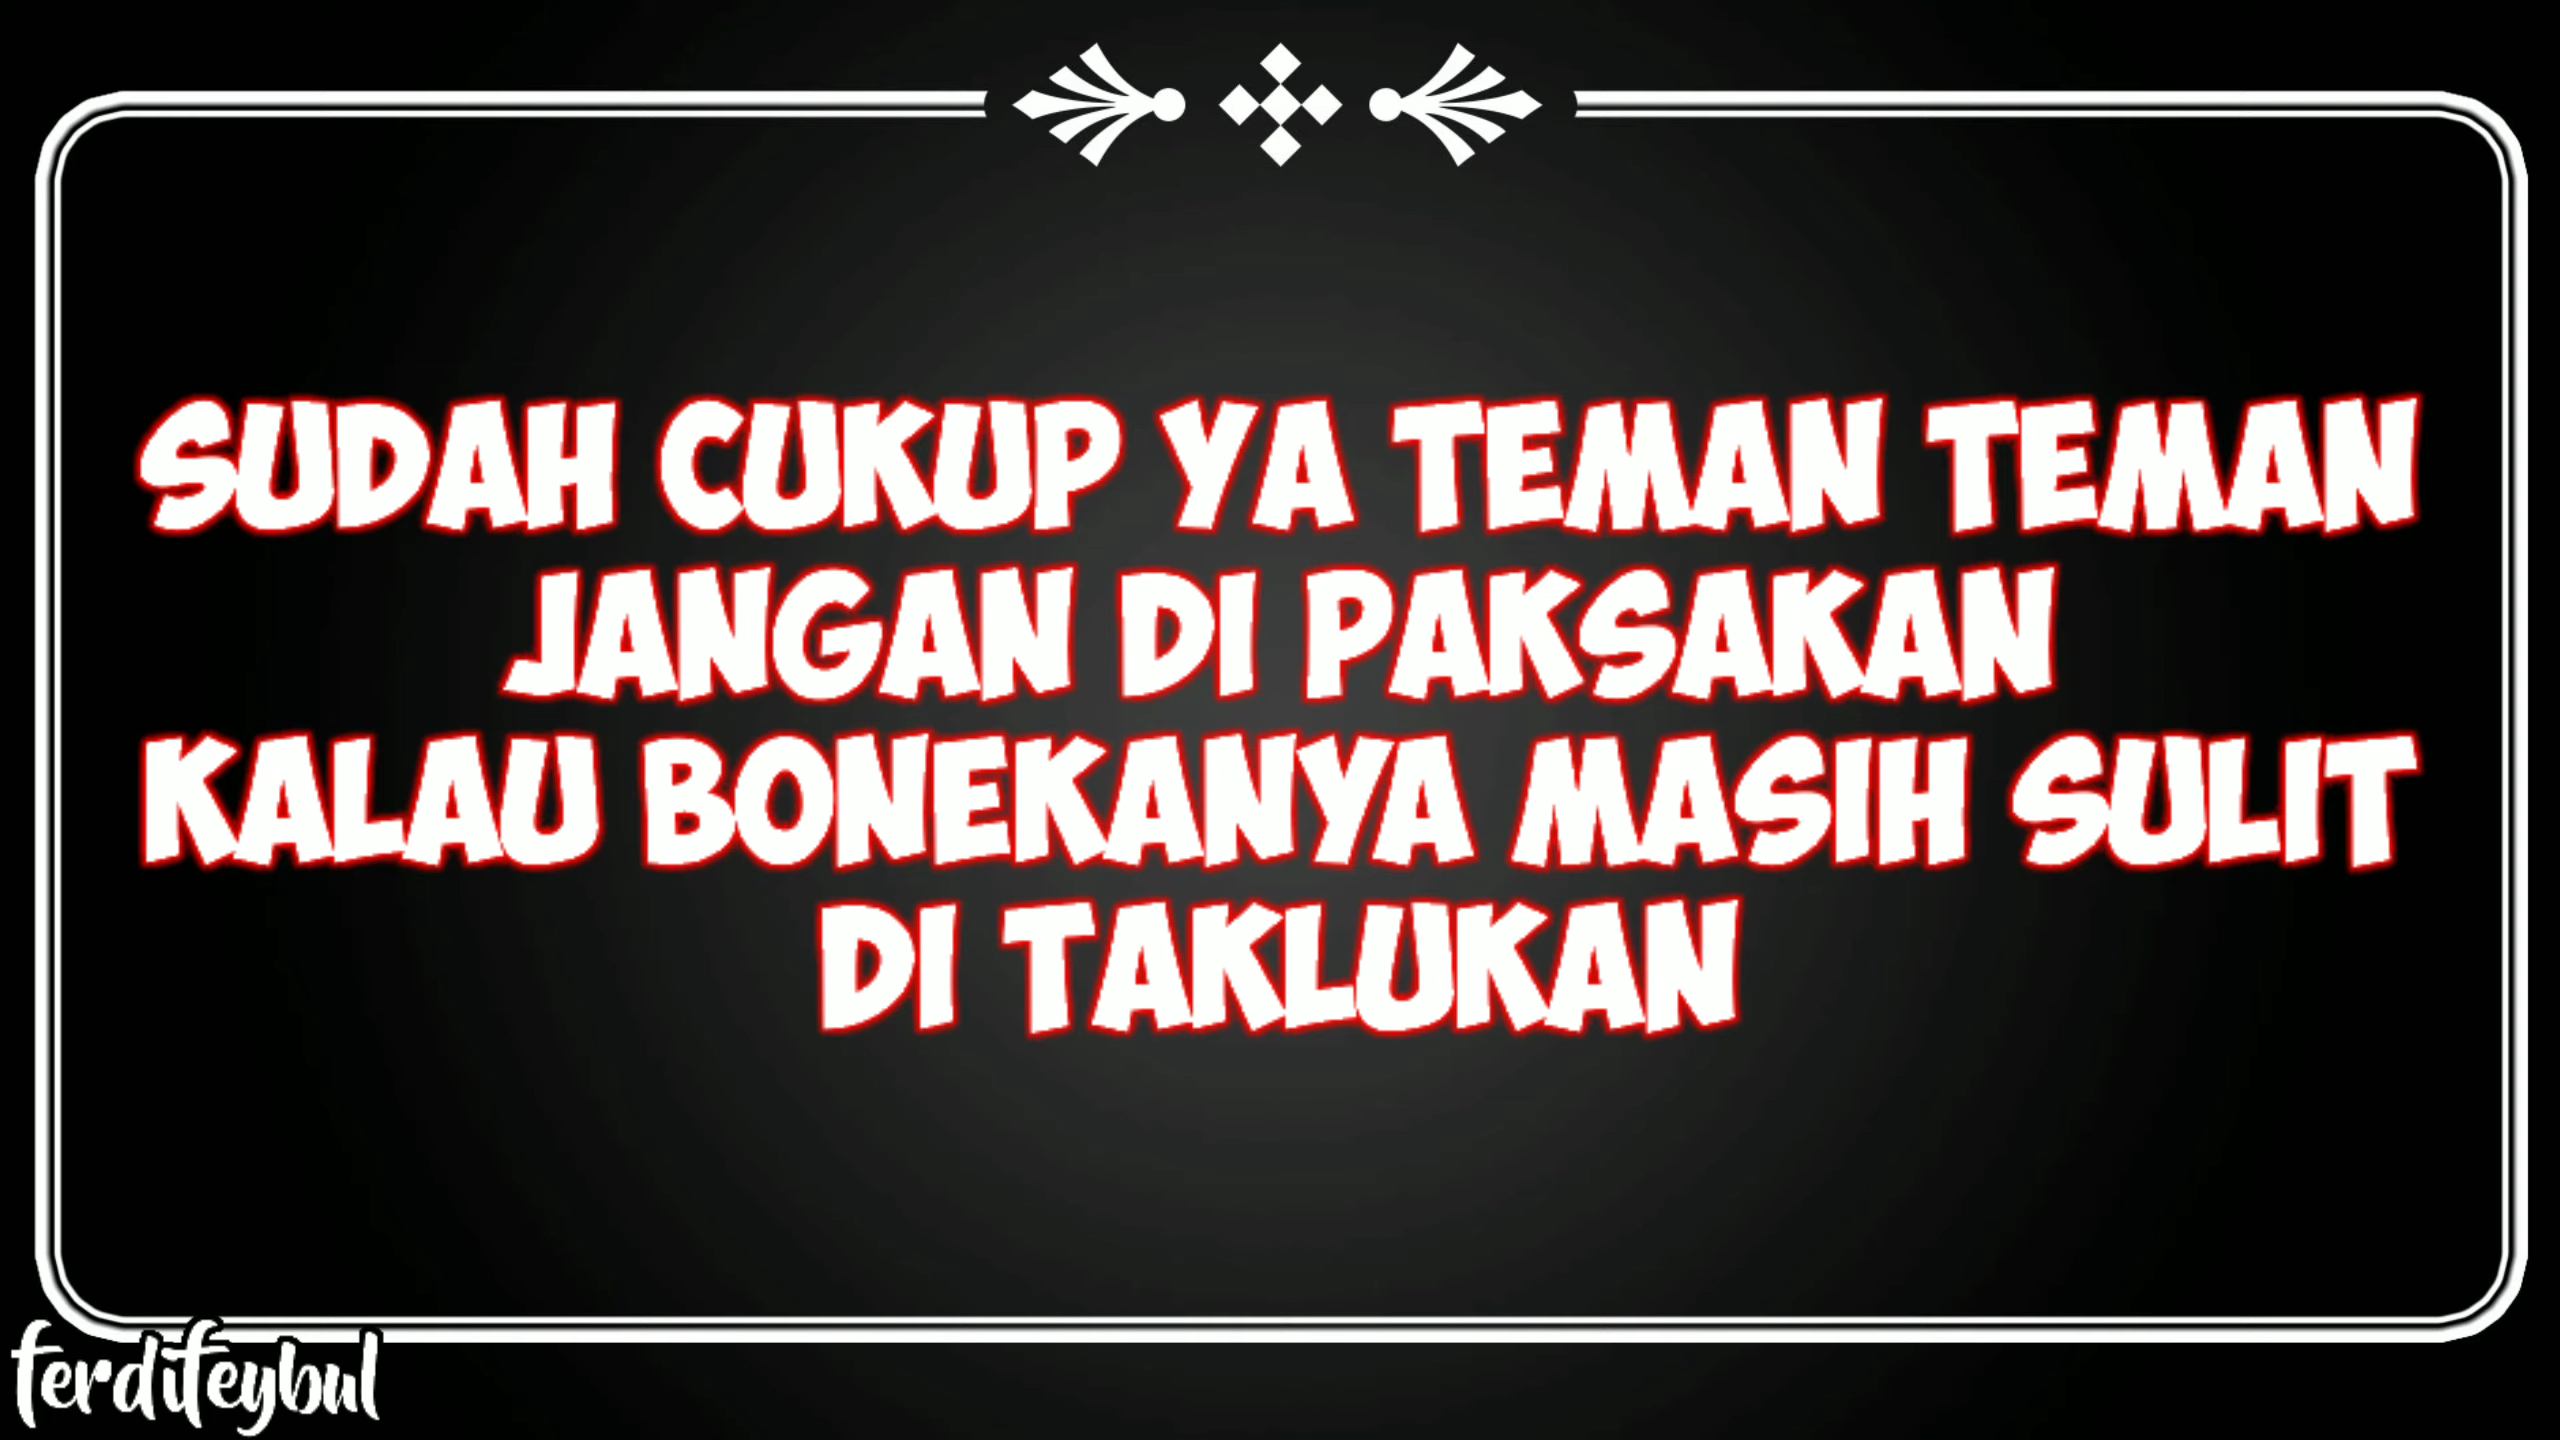 SUDAH CUKUP YA TEMAN TEMAN
JANGAN DI PAKSAKAN
KALAU BONEKANYA MASIH SULIT
DI TAKLUKAN
ferdifeybul